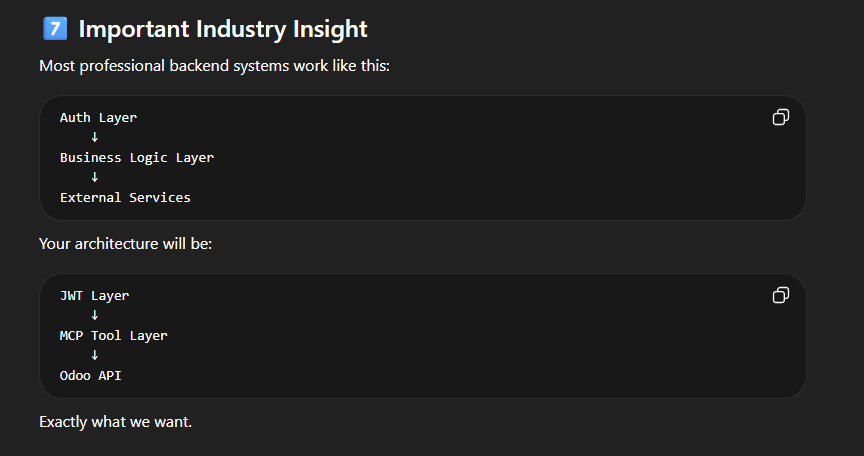 7 Important Industry Insight
Most professional backend systems work like this:
Auth Layer
↓
Business Logic Layer
↓
External Services
Your architecture will be:
JWT Layer
↓
MCP Tool Layer
↓
Odoo API
Exactly what we want.